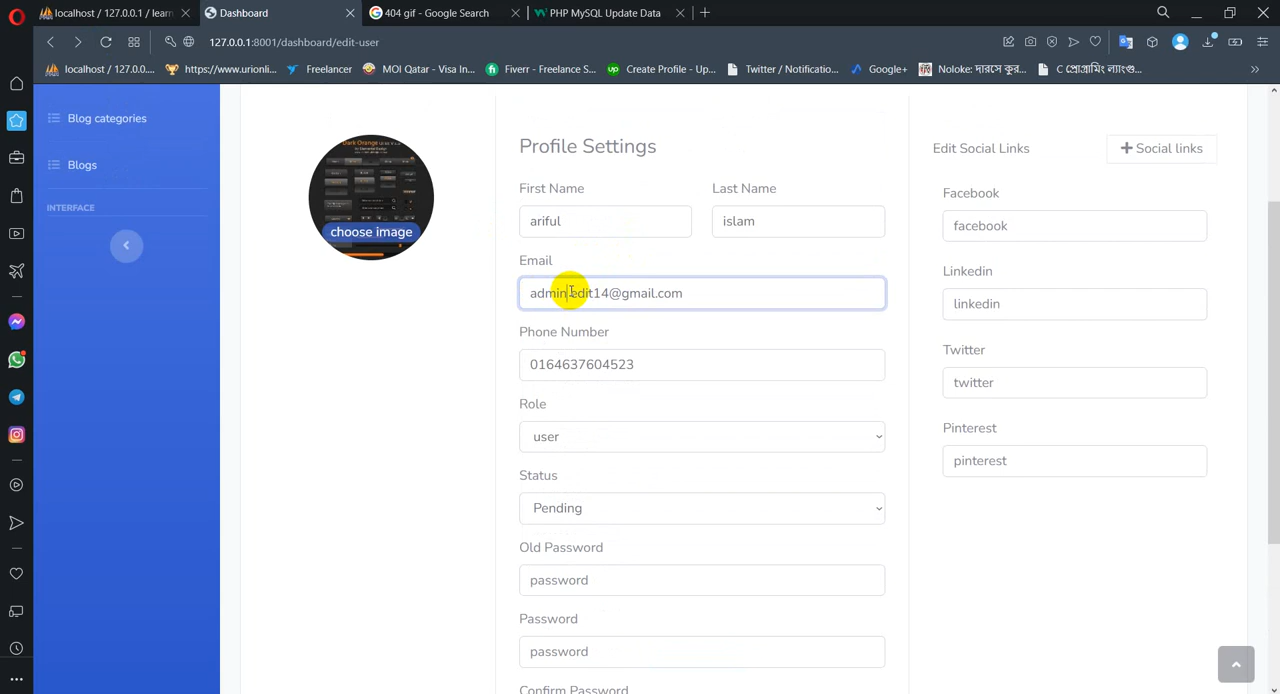 localhost / 127.0.0.1 / learn
Dashboard
404 gif - Google Search
PHP MySQL Update Data
127.0.0.1:8001/dashboard/edit-user
localhost / 127.0.0....
https://www.urionli...
Freelancer
MOI Qatar - Visa In...
Fiverr - Freelance S...
Create Profile - Up...
Twitter / Notificatio...
Google+
Noloke: দারসে কুর...
C প্রোগ্রামিং ল্যাংগু...
Blog categories
Blogs
INTERFACE
choose image
Profile Settings
First Name
Last Name
ariful
islam
Email
admin.edit14@gmail.com
Phone Number
0164637604523
Role
user
Status
Pending
Old Password
password
Password
password
Confirm Password
Edit Social Links
+ Social links
Facebook
facebook
Linkedin
linkedin
Twitter
twitter
Pinterest
pinterest